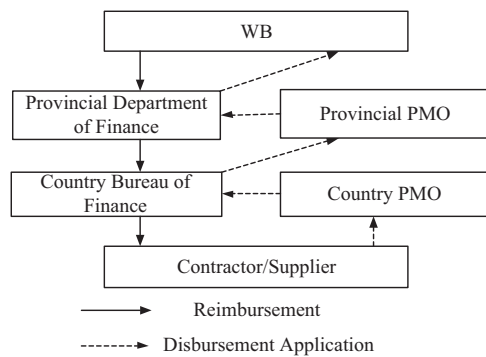 WB
Provincial Department
of Finance
Provincial PMO
Country Bureau of
Finance
Country PMO
Contractor/Supplier
Reimbursement
Disbursement Application